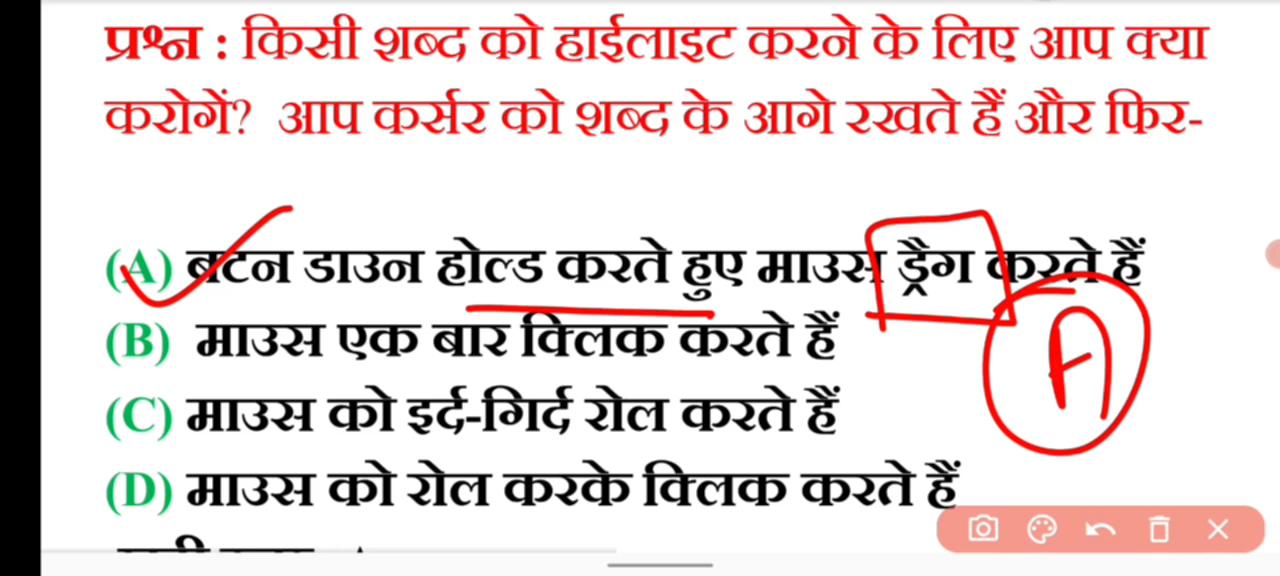 प्रश्न : किसी शब्द को हाईलाइट करने के लिए आप क्या
करोगें? आप कर्सर को शब्द के आगे रखते हैं और फिर-
(A) बटन डाउन होल्ड करते हुए माउस ड्रैग करते हैं
(B) माउस एक बार क्लिक करते हैं
A
(C) माउस को इर्द-गिर्द रोल करते हैं
(D) माउस को रोल करके क्लिक करते हैं